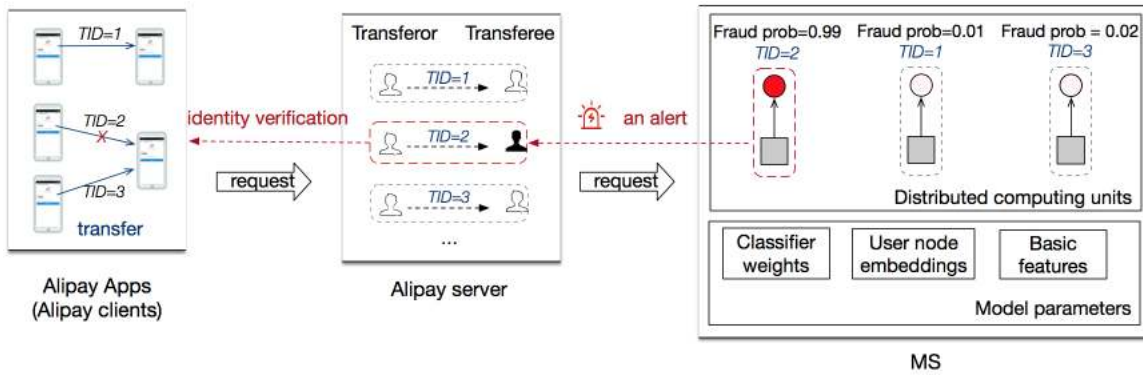 TID=1
TID=2
X
TID=3
transfer
Alipay Apps
(Alipay clients)
identity verification
request
Transferor Transferee
TID=1
TID=2
TID=3
...
Alipay server
an alert
request
Fraud prob=0.99 Fraud prob=0.01 Fraud prob = 0.02
TID=2 TID=1 TID=3
Distributed computing units
Classifier weights
User node embeddings
Basic features
Model parameters
MS